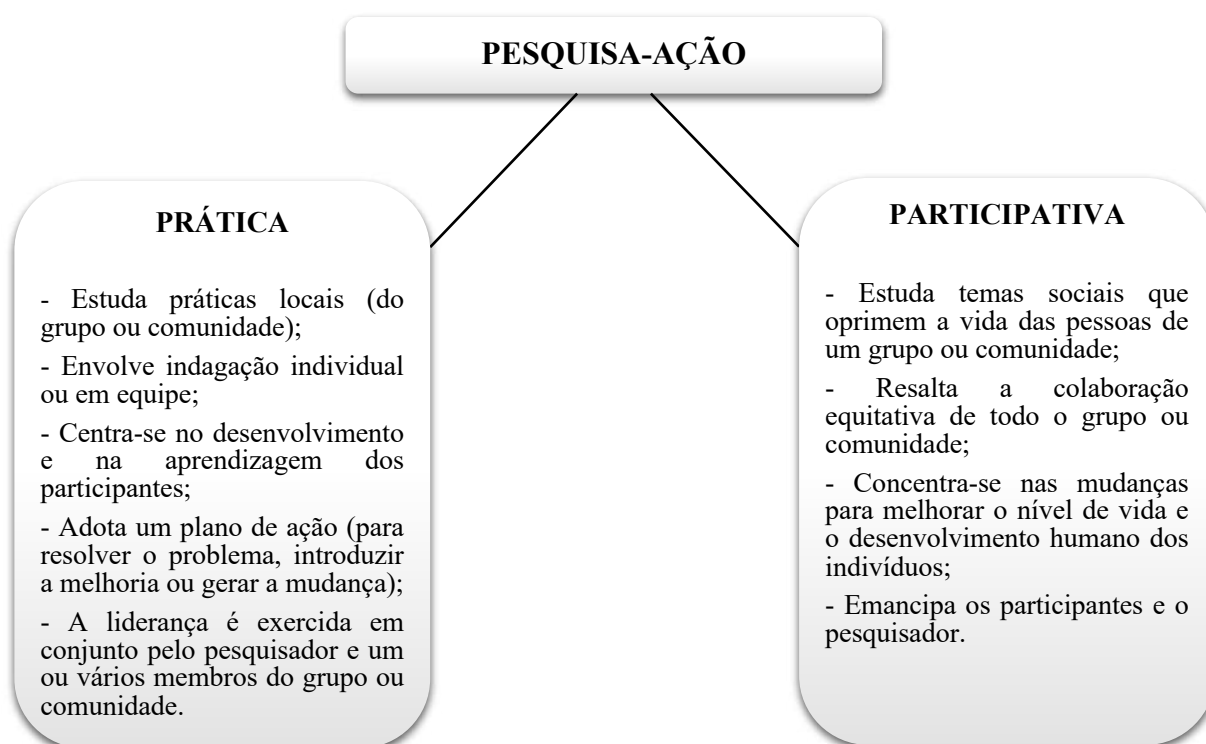 PESQUISA-AÇÃO
PRÁTICA
- Estuda práticas locais (do
grupo ou comunidade);
- Envolve indagação individual
ou em equipe;
- Centra-se no desenvolvimento
e na aprendizagem dos
participantes;
- Adota um plano de ação (para
resolver o problema, introduzir
a melhoria ou gerar a mudança);
- A liderança é exercida em
conjunto pelo pesquisador e um
ou vários membros do grupo ou
comunidade.
PARTICIPATIVA
- Estuda temas sociais que
oprimem a vida das pessoas de
um grupo ou comunidade;
- Resalta a colaboração
equitativa de todo o grupo ou
comunidade;
- Concentra-se nas mudanças
para melhorar o nível de vida e
o desenvolvimento humano dos
indivíduos;
- Emancipa os participantes e o
pesquisador.